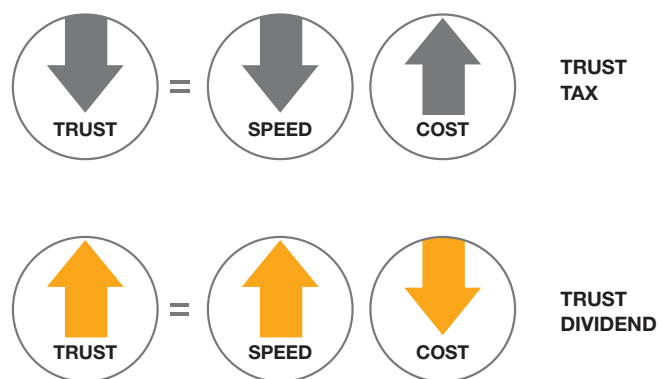 TRUST = SPEED COST
TRUST
TAX
TRUST = SPEED COST
TRUST
DIVIDEND